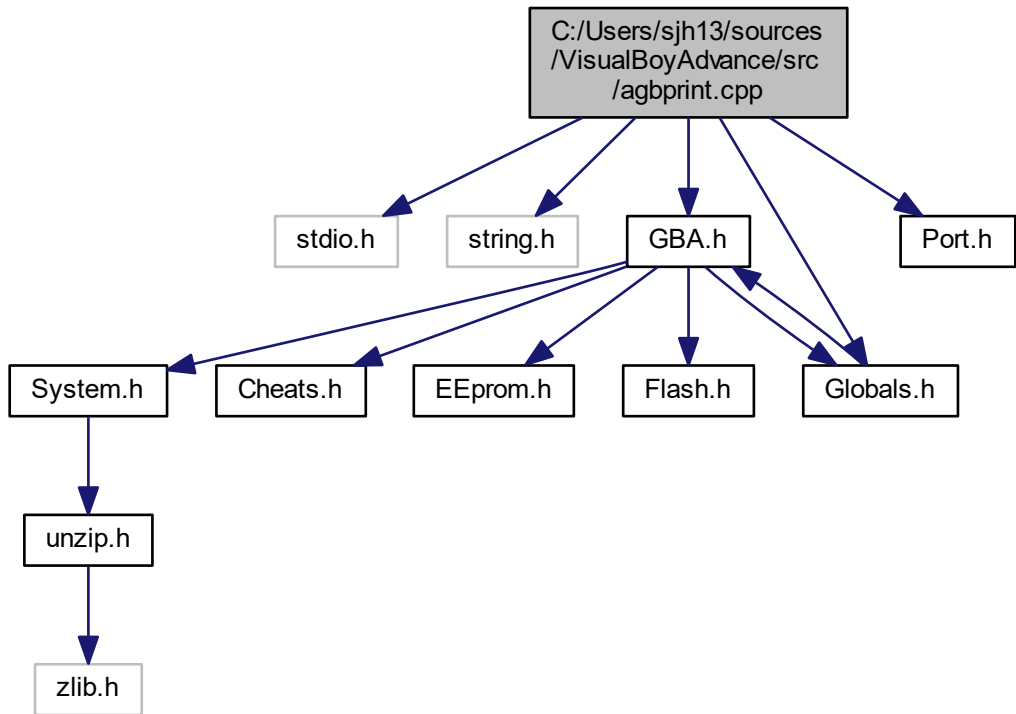 C:/Users/sjh13/sources
/VisualBoyAdvance/src
/agbprint.cpp
stdio.h
string.h
GBA.h
Port.h
System.h
Cheats.h
EEprom.h
Flash.h
Globals.h
unzip.h
zlib.h